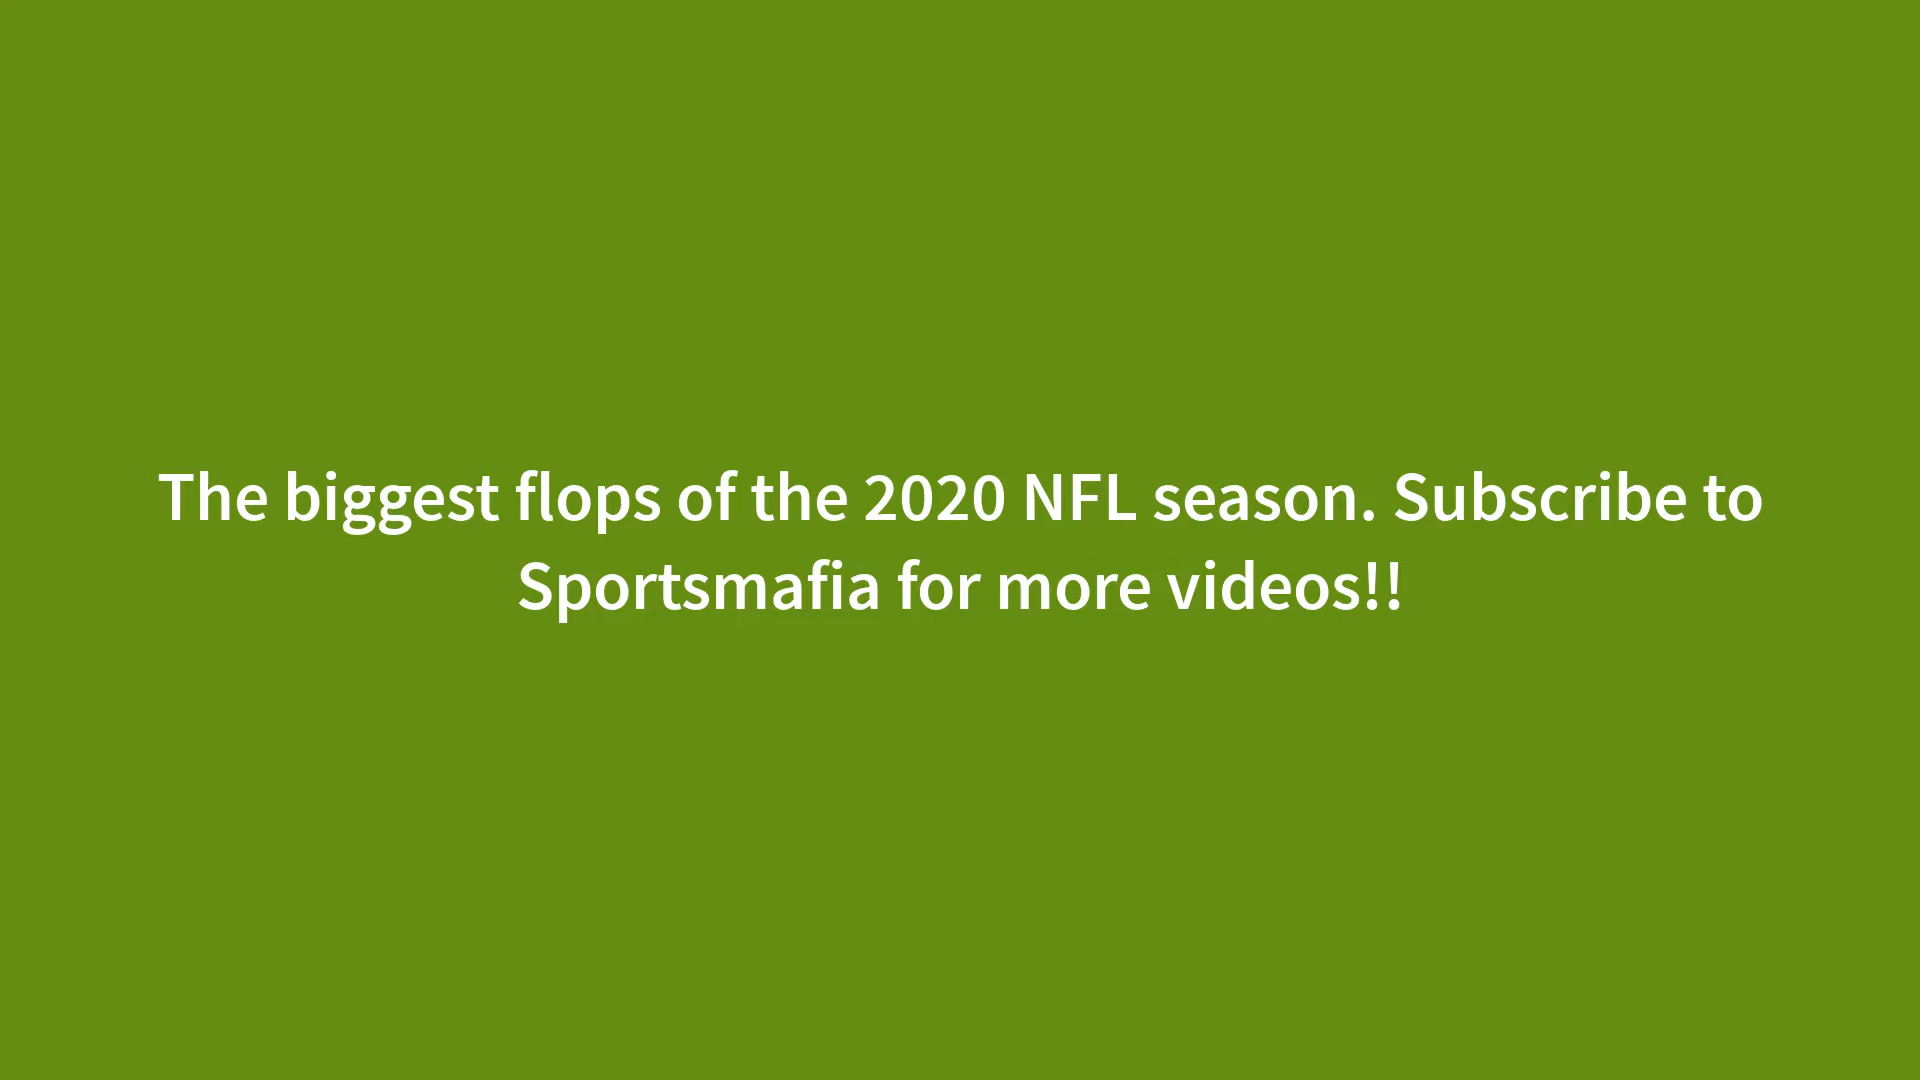 The biggest flops of the 2020 NFL season. Subscribe to
Sportsmafia for more videos!!